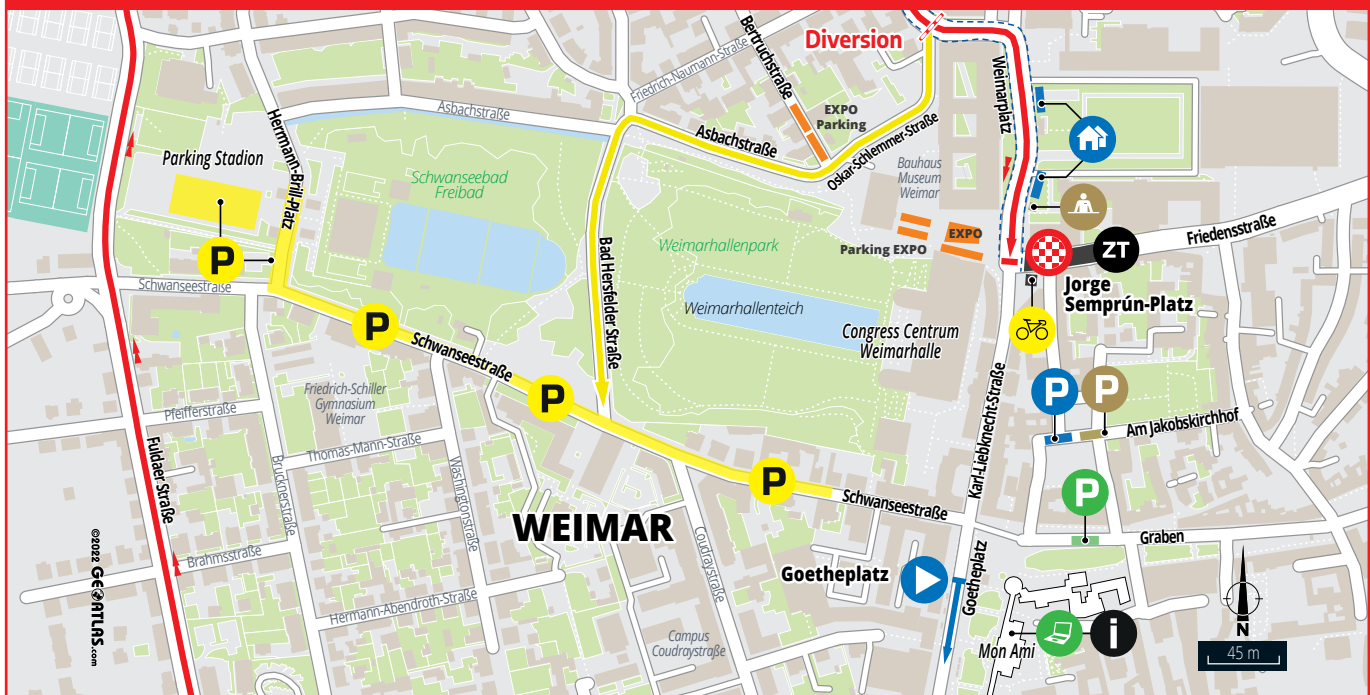 Diversion
Bertruchstraße
Friedrich-Naumann-Straße
Weimarplatz
Hermann-Brill-Platz
Asbachstraße
EXPO
Parking
Asbachstraße
Oskar-Schlemmer-Straße
Parking Stadion
Bauhaus
Museum
Weimar
Schwanseebad
Freibad
P
Bad Hersfelder Straße
Weimarhallenpark
EXPO
Parking EXPO
ZT
Friedensstraße
Schwanseestraße
Jorge
Semprún-Platz
P
Schwanseestraße
Weimarhallenteich
Congress Centrum
Weimarhalle
Karl-Liebknecht-Straße
Friedrich-Schiller
Gymnasium
Weimar
P
P
P
Pfeifferstraße
Am Jakobskirchhof
Fuldaer Straße
Thomas-Mann-Straße
Brucknerstraße
Washingtonstraße
P
P
Schwanseestraße
WEIMAR
Coudraystraße
Graben
Brahmsstraße
Goetheplatz
Goetheplatz
Hermann-Abendroth-Straße
Campus
Coudraystraße
Mon Ami
i
N
45 m
©2022 GEOATLAS.com